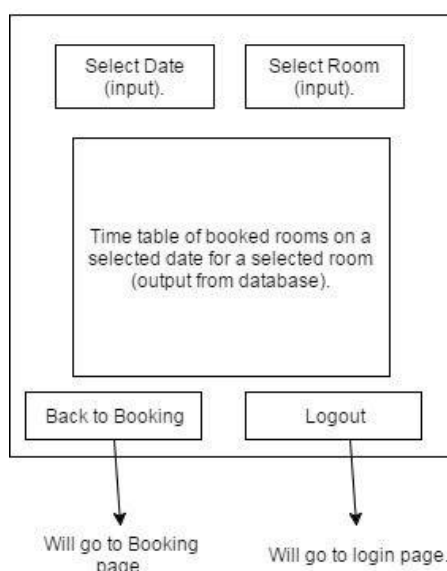 Select Date
(input).
Select Room
(input).
Time table of booked rooms on a
selected date for a selected room
(output from database).
Back to Booking
Logout
Will go to Booking
page
Will go to login page.